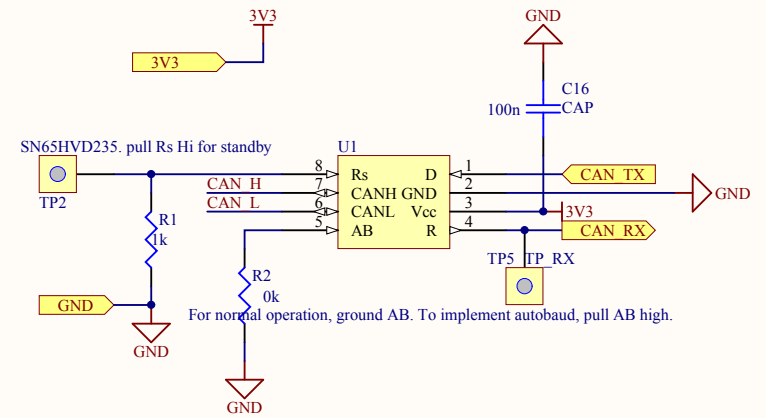 3V3
GND
3V3
C16
100n
CAP
SN65HVD235. pull Rs Hi for standby
U1
TP2
8
Rs
D
1
CAN_TX
CAN_H
7
CANH
GND
2
GND
CAN_L
6
CANL
Vcc
3
3V3
5
AB
R
4
CAN_RX
R1
1k
TP5
TP_RX
R2
0k
GND
For normal operation, ground AB. To implement autobaud, pull AB high.
GND
GND